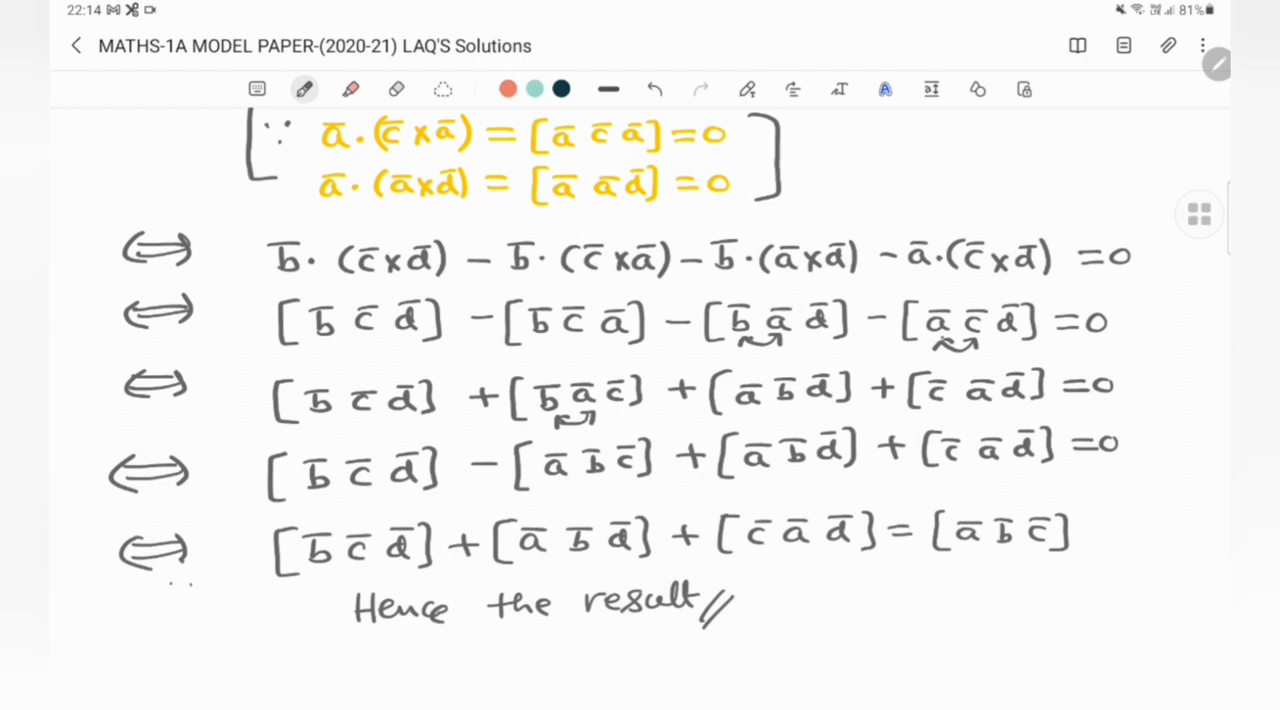 22:14 81%
MATHS-1A MODEL PAPER-(2020-21) LAQ'S Solutions
[∵ a̅ · (c̅ × a̅) = [a̅ c̅ a̅] = 0
a̅ · (a̅ × d̅) = [a̅ a̅ d̅] = 0 ]
⟺ b̅ · (c̅ × d̅) − b̅ · (c̅ × a̅) − b̅ · (a̅ × d̅) − a̅ · (c̅ × d̅) = 0
⟺ [b̅ c̅ d̅] − [b̅ c̅ a̅] − [b̅ a̅ d̅] − [a̅ c̅ d̅] = 0
⟺ [b̅ c̅ d̅] + [b̅ a̅ c̅] + [a̅ b̅ d̅] + [c̅ a̅ d̅] = 0
⟺ [b̅ c̅ d̅] − [a̅ b̅ c̅] + [a̅ b̅ d̅] + [c̅ a̅ d̅] = 0
⟺ [b̅ c̅ d̅] + [a̅ b̅ d̅] + [c̅ a̅ d̅] = [a̅ b̅ c̅]
Hence the result //